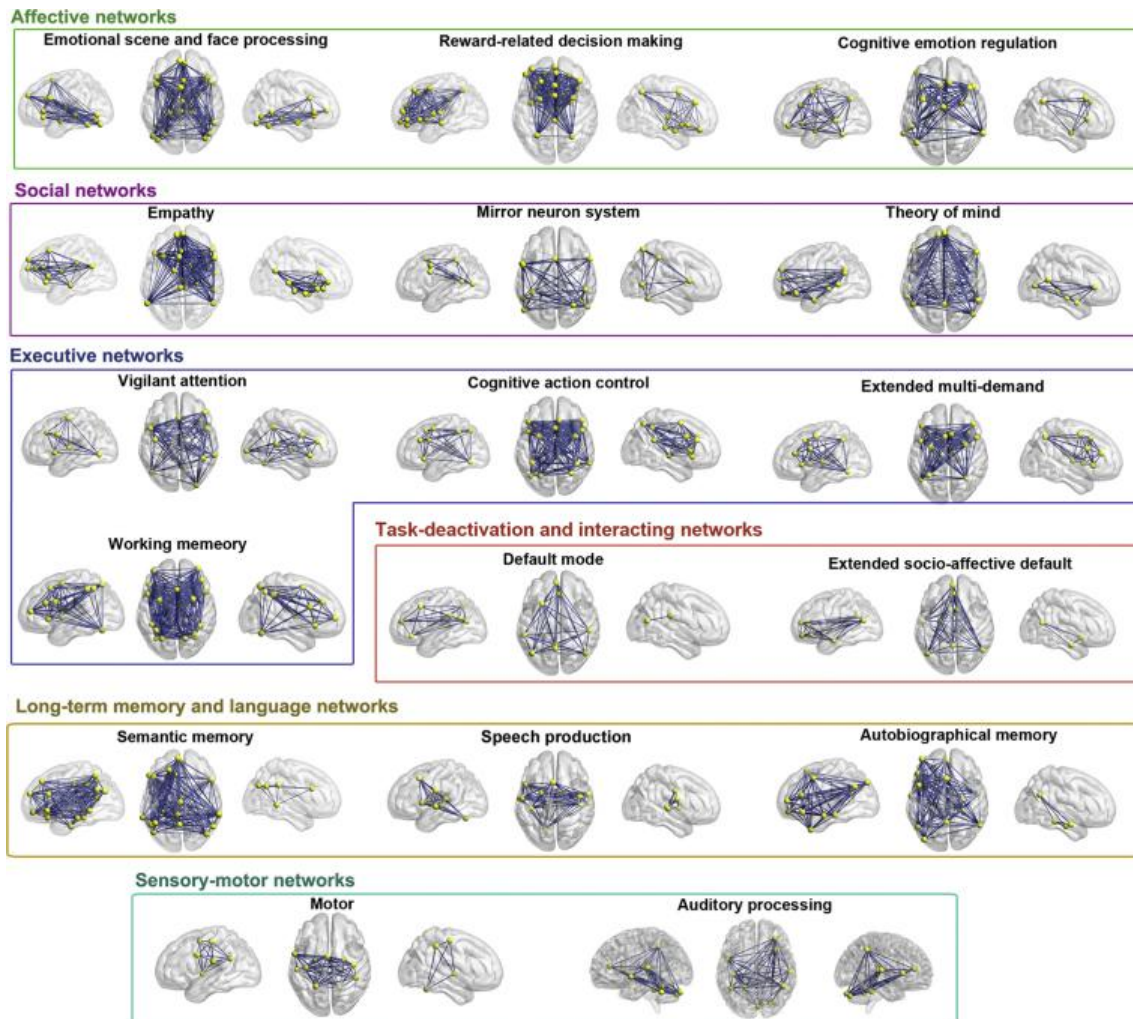 Affective networks
Emotional scene and face processing
Reward-related decision making
Cognitive emotion regulation
Social networks
Empathy
Mirror neuron system
Theory of mind
Executive networks
Vigilant attention
Cognitive action control
Extended multi-demand
Working memeory
Task-deactivation and interacting networks
Default mode
Extended socio-affective default
Long-term memory and language networks
Semantic memory
Speech production
Autobiographical memory
Sensory-motor networks
Motor
Auditory processing